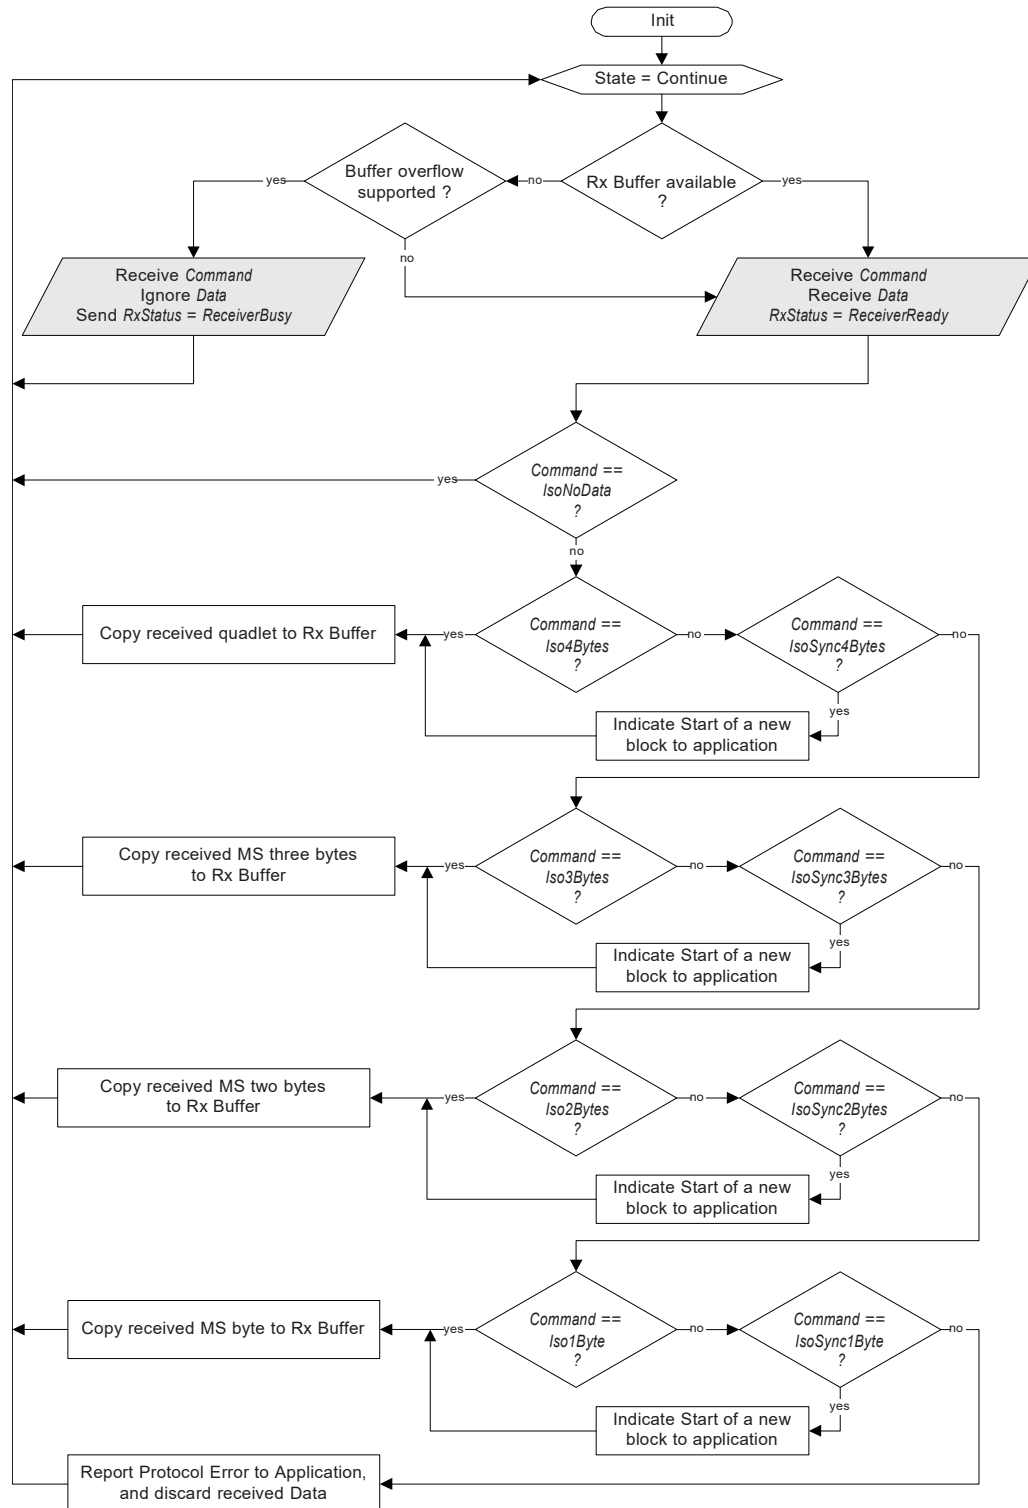 Init
State = Continue
Buffer overflow
supported ?
Rx Buffer available
?
yes
no
yes
no
Receive Command
Ignore Data
Send RxStatus = ReceiverBusy
Receive Command
Receive Data
RxStatus = ReceiverReady
Command ==
IsoNoData
?
yes
no
Copy received quadlet to Rx Buffer
yes
Command ==
Iso4Bytes
?
no
Command ==
IsoSync4Bytes
?
no
yes
Indicate Start of a new
block to application
Copy received MS three bytes
to Rx Buffer
yes
Command ==
Iso3Bytes
?
no
Command ==
IsoSync3Bytes
?
no
yes
Indicate Start of a new
block to application
Copy received MS two bytes
to Rx Buffer
yes
Command ==
Iso2Bytes
?
no
Command ==
IsoSync2Bytes
?
no
yes
Indicate Start of a new
block to application
Copy received MS byte to Rx Buffer
yes
Command ==
Iso1Byte
?
no
Command ==
IsoSync1Byte
?
no
yes
Indicate Start of a new
block to application
Report Protocol Error to Application,
and discard received Data